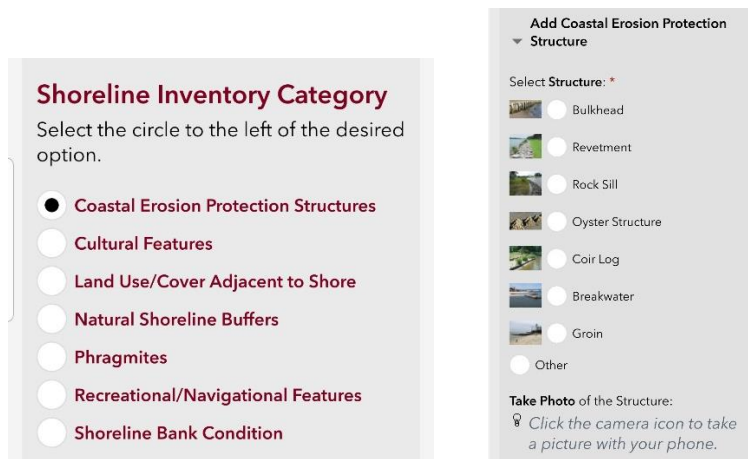 Shoreline Inventory Category
Select the circle to the left of the desired
option.
Coastal Erosion Protection Structures
Cultural Features
Land Use/Cover Adjacent to Shore
Natural Shoreline Buffers
Phragmites
Recreational/Navigational Features
Shoreline Bank Condition
Add Coastal Erosion Protection
Structure
Select Structure: *
Bulkhead
Revetment
Rock Sill
Oyster Structure
Coir Log
Breakwater
Groin
Other
Take Photo of the Structure:
Click the camera icon to take
a picture with your phone.